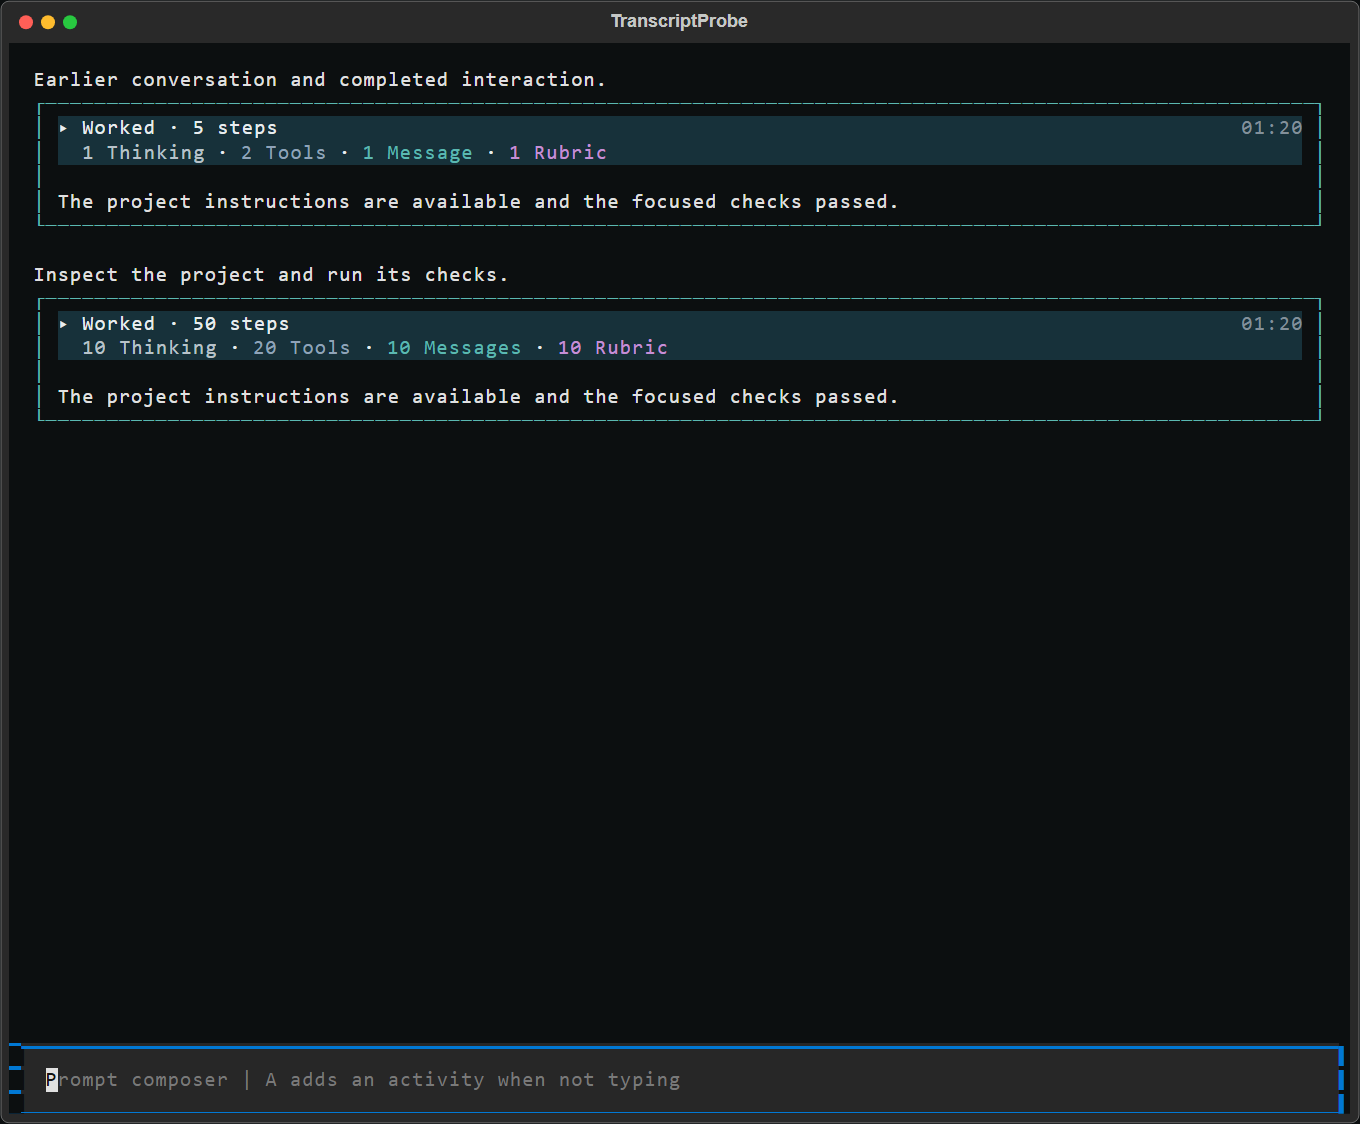 TranscriptProbe
Earlier conversation and completed interaction.
▸ Worked · 5 steps 01:20
1 Thinking · 2 Tools · 1 Message · 1 Rubric
The project instructions are available and the focused checks passed.
Inspect the project and run its checks.
▸ Worked · 50 steps 01:20
10 Thinking · 20 Tools · 10 Messages · 10 Rubric
The project instructions are available and the focused checks passed.
Prompt composer | A adds an activity when not typing